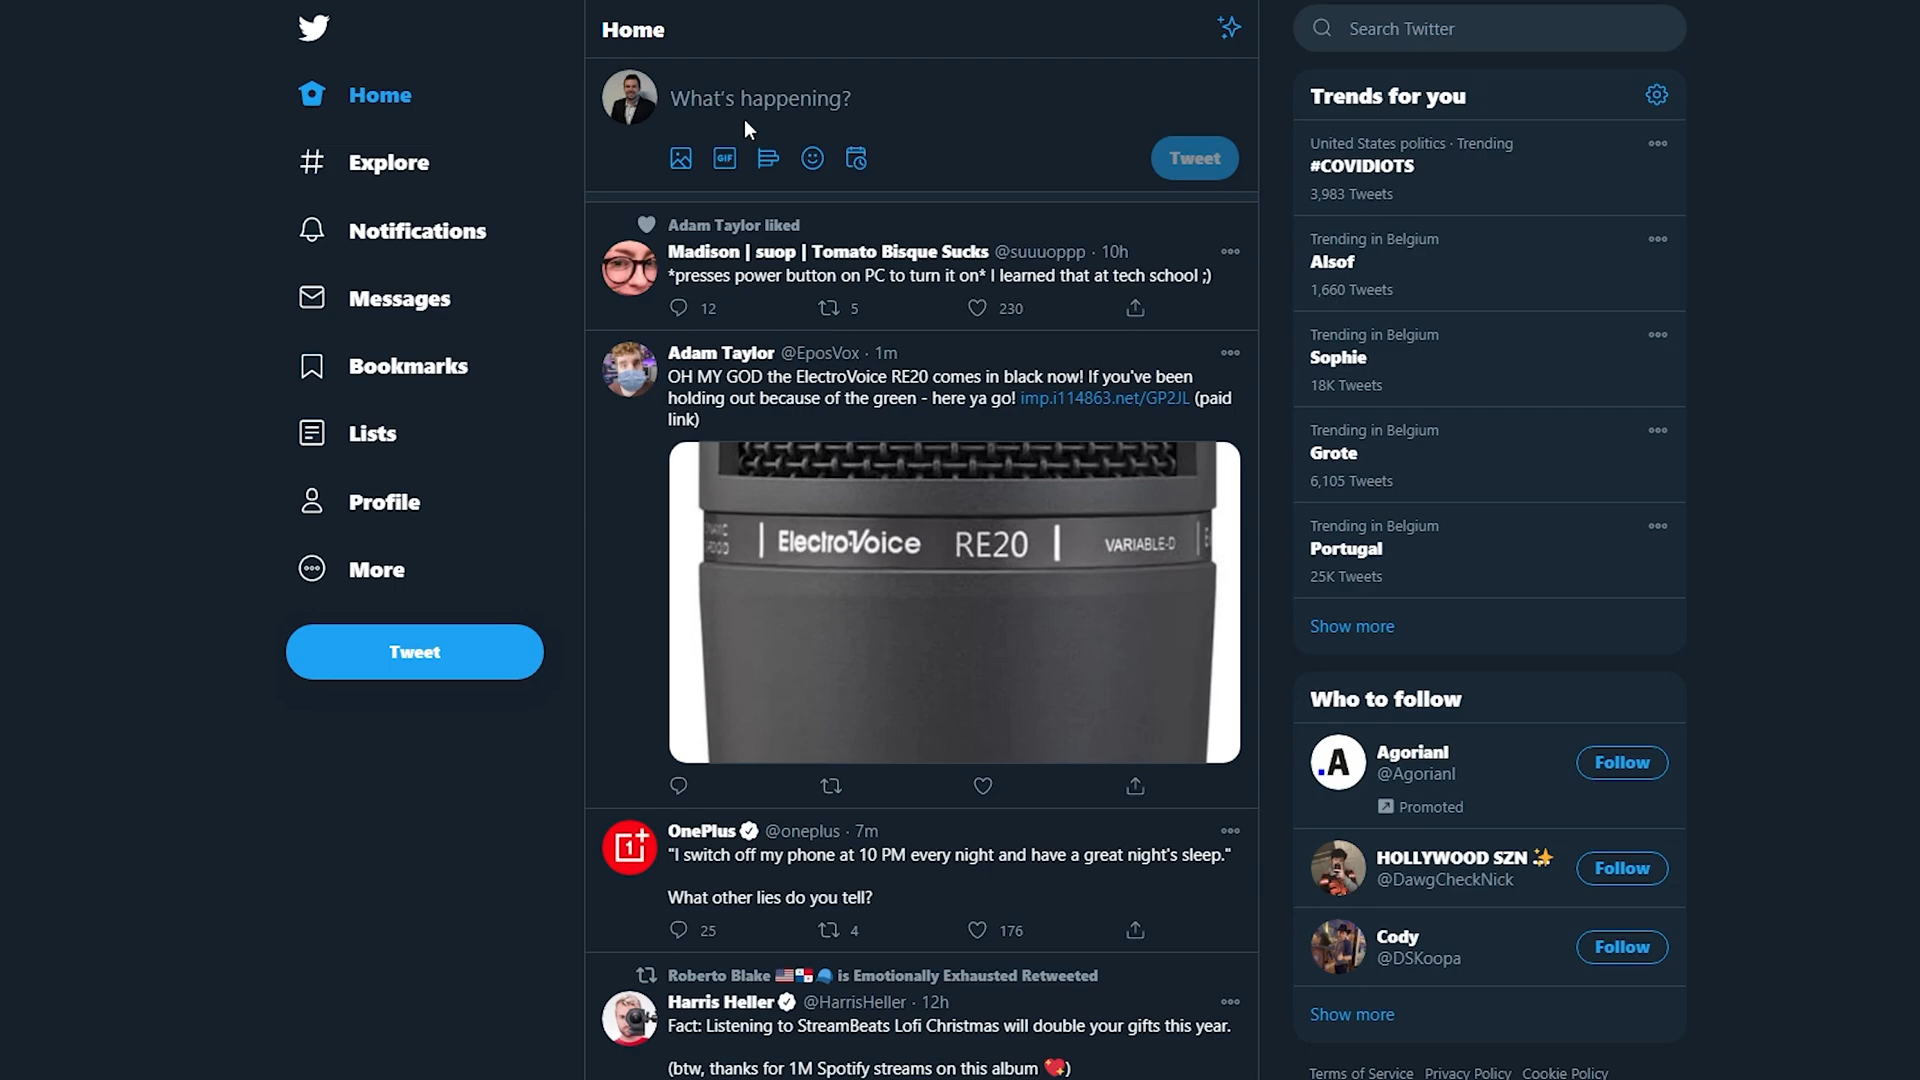 Home
Explore
Notifications
Messages
Bookmarks
Lists
Profile
More
Tweet
Home
What's happening?
GIF
Tweet
Adam Taylor liked
Madison | suop | Tomato Bisque Sucks @suuuoppp · 10h
*presses power button on PC to turn it on* I learned that at tech school ;)
12 5 230
Adam Taylor @EposVox · 1m
OH MY GOD the ElectroVoice RE20 comes in black now! If you've been
holding out because of the green - here ya go! imp.i114863.net/GP2JL (paid
link)
Electro-Voice RE20 VARIABLE-D
OnePlus @oneplus · 7m
"I switch off my phone at 10 PM every night and have a great night's sleep."
What other lies do you tell?
25 4 176
Roberto Blake 🇺🇸🇵🇦🧢 is Emotionally Exhausted Retweeted
Harris Heller @HarrisHeller · 12h
Fact: Listening to StreamBeats Lofi Christmas will double your gifts this year.
(btw, thanks for 1M Spotify streams on this album 💖)
Search Twitter
Trends for you
United States politics · Trending
#COVIDIOTS
3,983 Tweets
Trending in Belgium
Alsof
1,660 Tweets
Trending in Belgium
Sophie
18K Tweets
Trending in Belgium
Grote
6,105 Tweets
Trending in Belgium
Portugal
25K Tweets
Show more
Who to follow
.A
Agorianl
@Agorianl
Follow
Promoted
HOLLYWOOD SZN ✨
@DawgCheckNick
Follow
Cody
@DSKoopa
Follow
Show more
Terms of Service Privacy Policy Cookie Policy